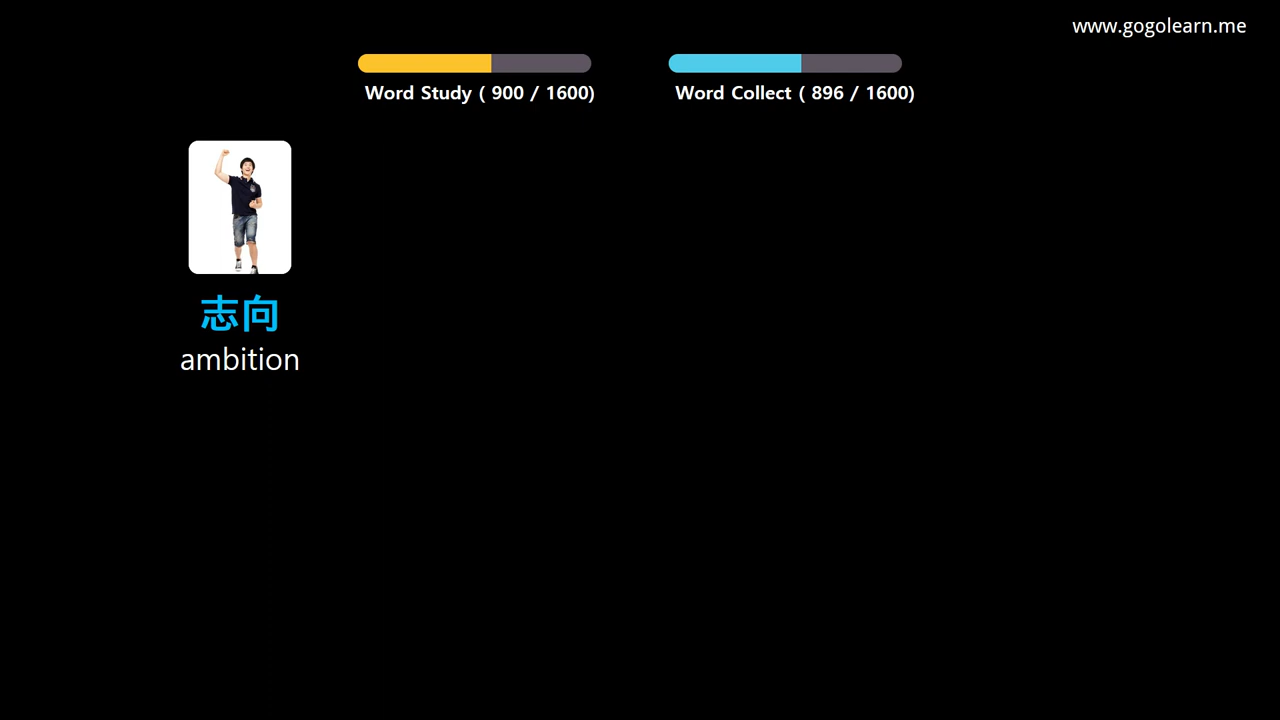 www.gogolearn.me
Word Study ( 900 / 1600)
Word Collect ( 896 / 1600)
志向
ambition